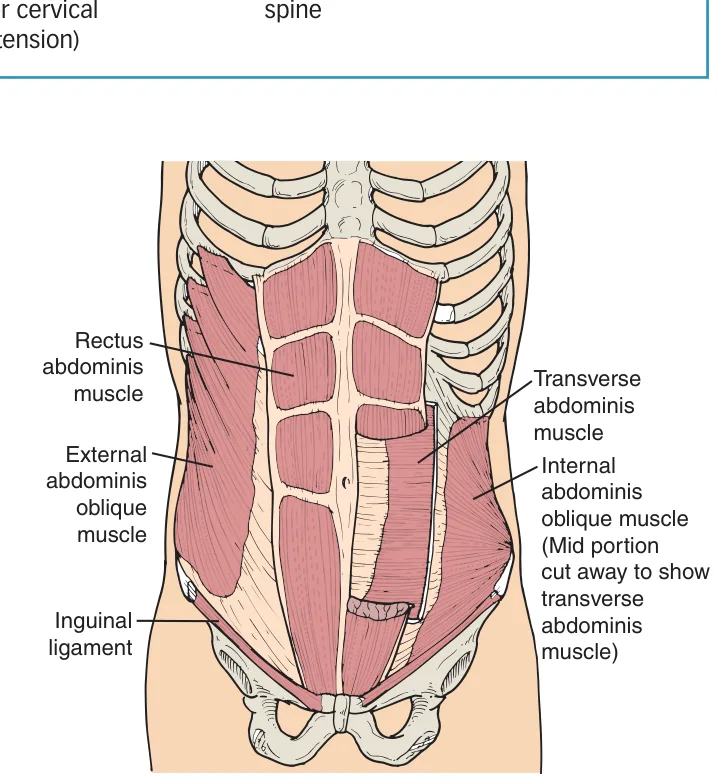 r cervical
tension)
spine
Rectus
abdominis
muscle
External
abdominis
oblique
muscle
Inguinal
ligament
Transverse
abdominis
muscle
Internal
abdominis
oblique muscle
(Mid portion
cut away to show
transverse
abdominis
muscle)